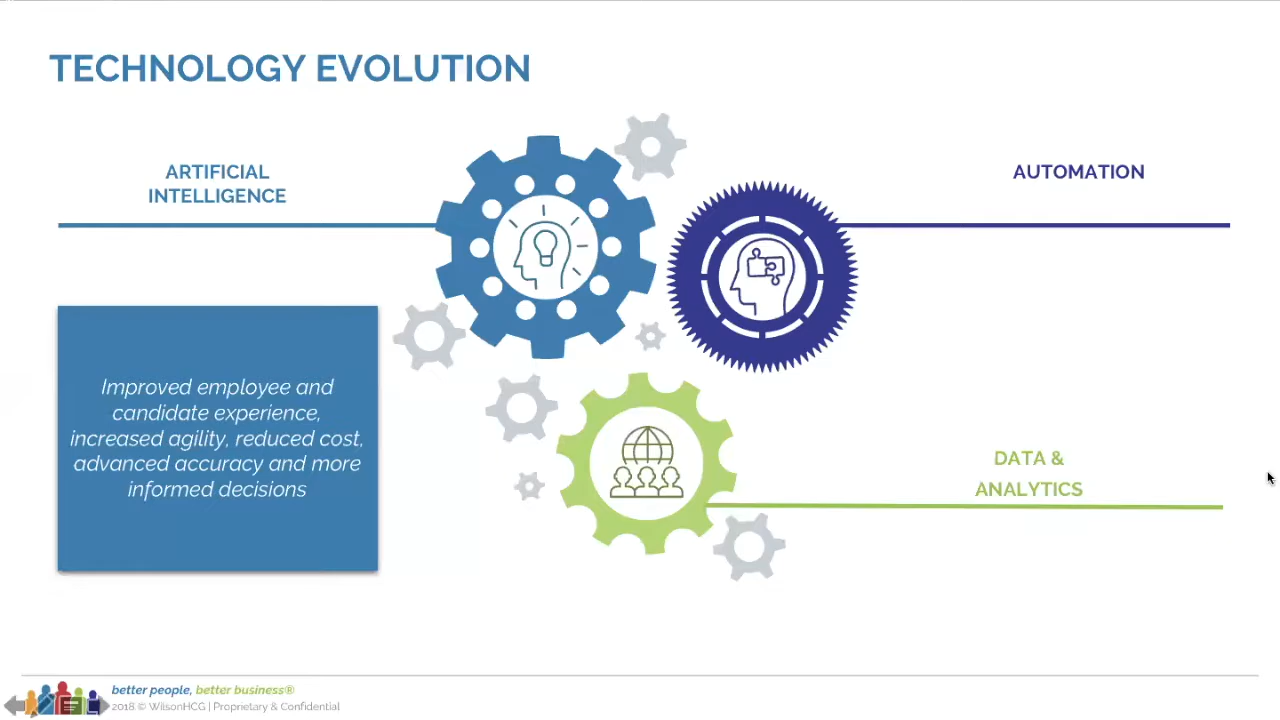 TECHNOLOGY EVOLUTION
ARTIFICIAL
INTELLIGENCE
AUTOMATION
Improved employee and
candidate experience,
increased agility, reduced cost,
advanced accuracy and more
informed decisions
DATA &
ANALYTICS
better people, better business®
2018 © WilsonHCG | Proprietary & Confidential